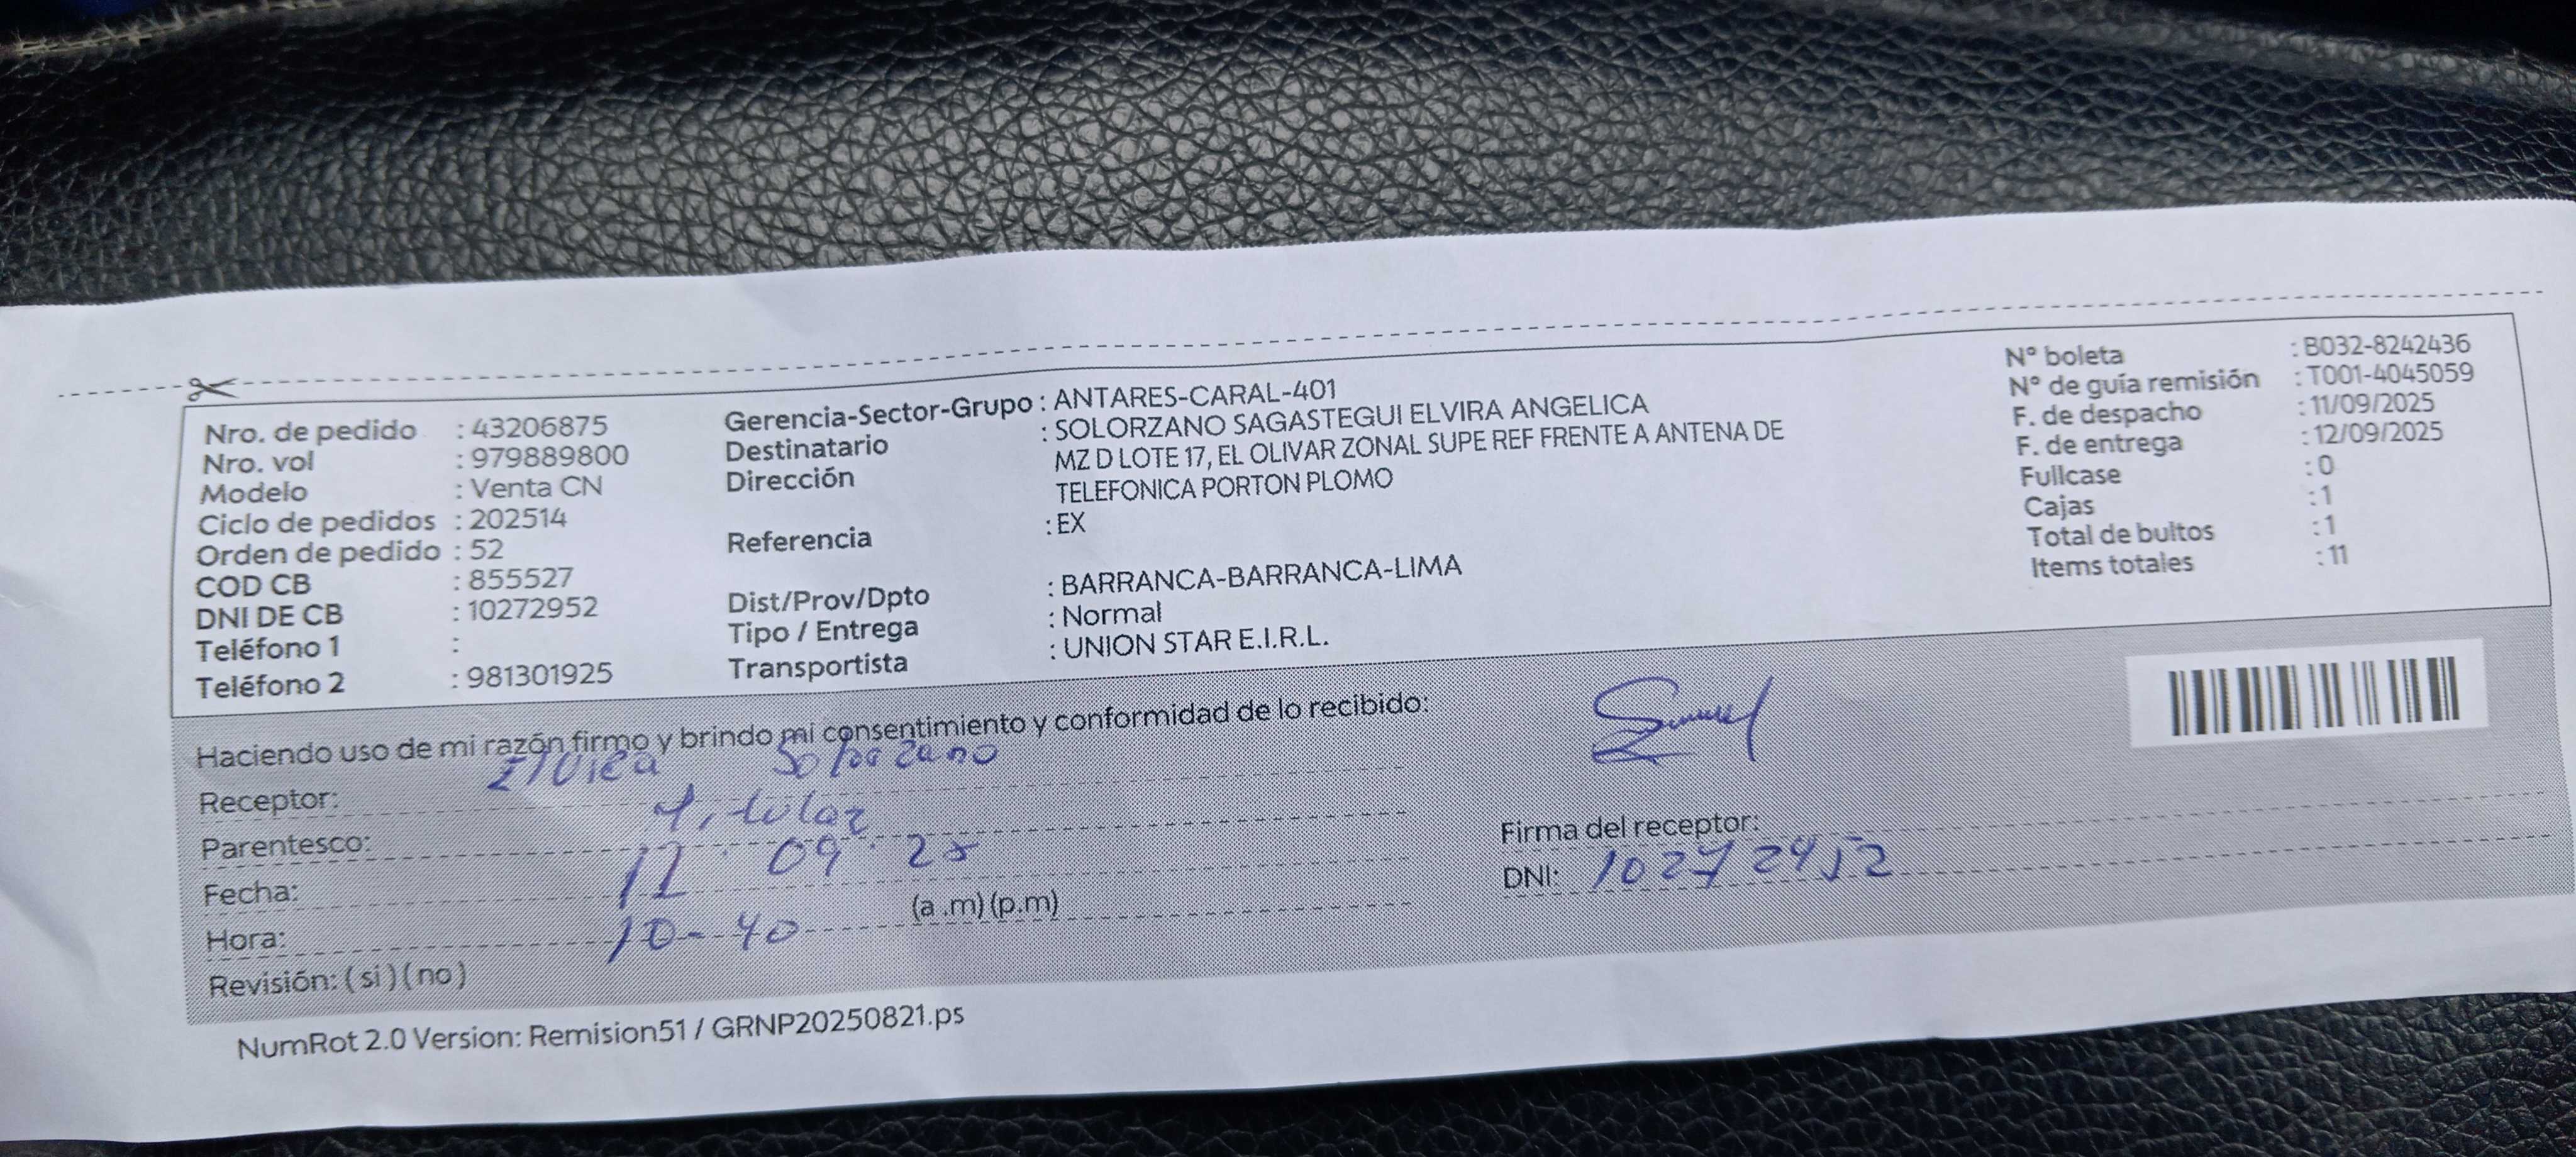 Nro. de pedido : 43206875
Nro. vol : 979889800
Modelo : Venta CN
Ciclo de pedidos : 202514
Orden de pedido : 52
COD CB : 855527
DNI DE CB : 10272952
Teléfono 1 :
Teléfono 2 : 981301925
Gerencia-Sector-Grupo : ANTARES-CARAL-401
Destinatario : SOLORZANO SAGASTEGUI ELVIRA ANGELICA
Dirección MZ D LOTE 17, EL OLIVAR ZONAL SUPE REF FRENTE A ANTENA DE
TELEFONICA PORTON PLOMO
Referencia : EX
Dist/Prov/Dpto : BARRANCA-BARRANCA-LIMA
Tipo / Entrega : Normal
Transportista : UNION STAR E.I.R.L.
N° boleta : B032-8242436
N° de guía remisión : T001-4045059
F. de despacho : 11/09/2025
F. de entrega : 12/09/2025
Fullcase : 0
Cajas : 1
Total de bultos : 1
Items totales : 11
Haciendo uso de mi razón firmo y brindo mi consentimiento y conformidad de lo recibido:
Receptor: Elvira Solorzano
Parentesco: Titular
Fecha: 12 09 25
Hora: 10-40 (a .m) (p.m)
Revisión: ( si ) ( no )
Firma del receptor:
DNI: 10272952
NumRot 2.0 Version: Remision51 / GRNP20250821.ps